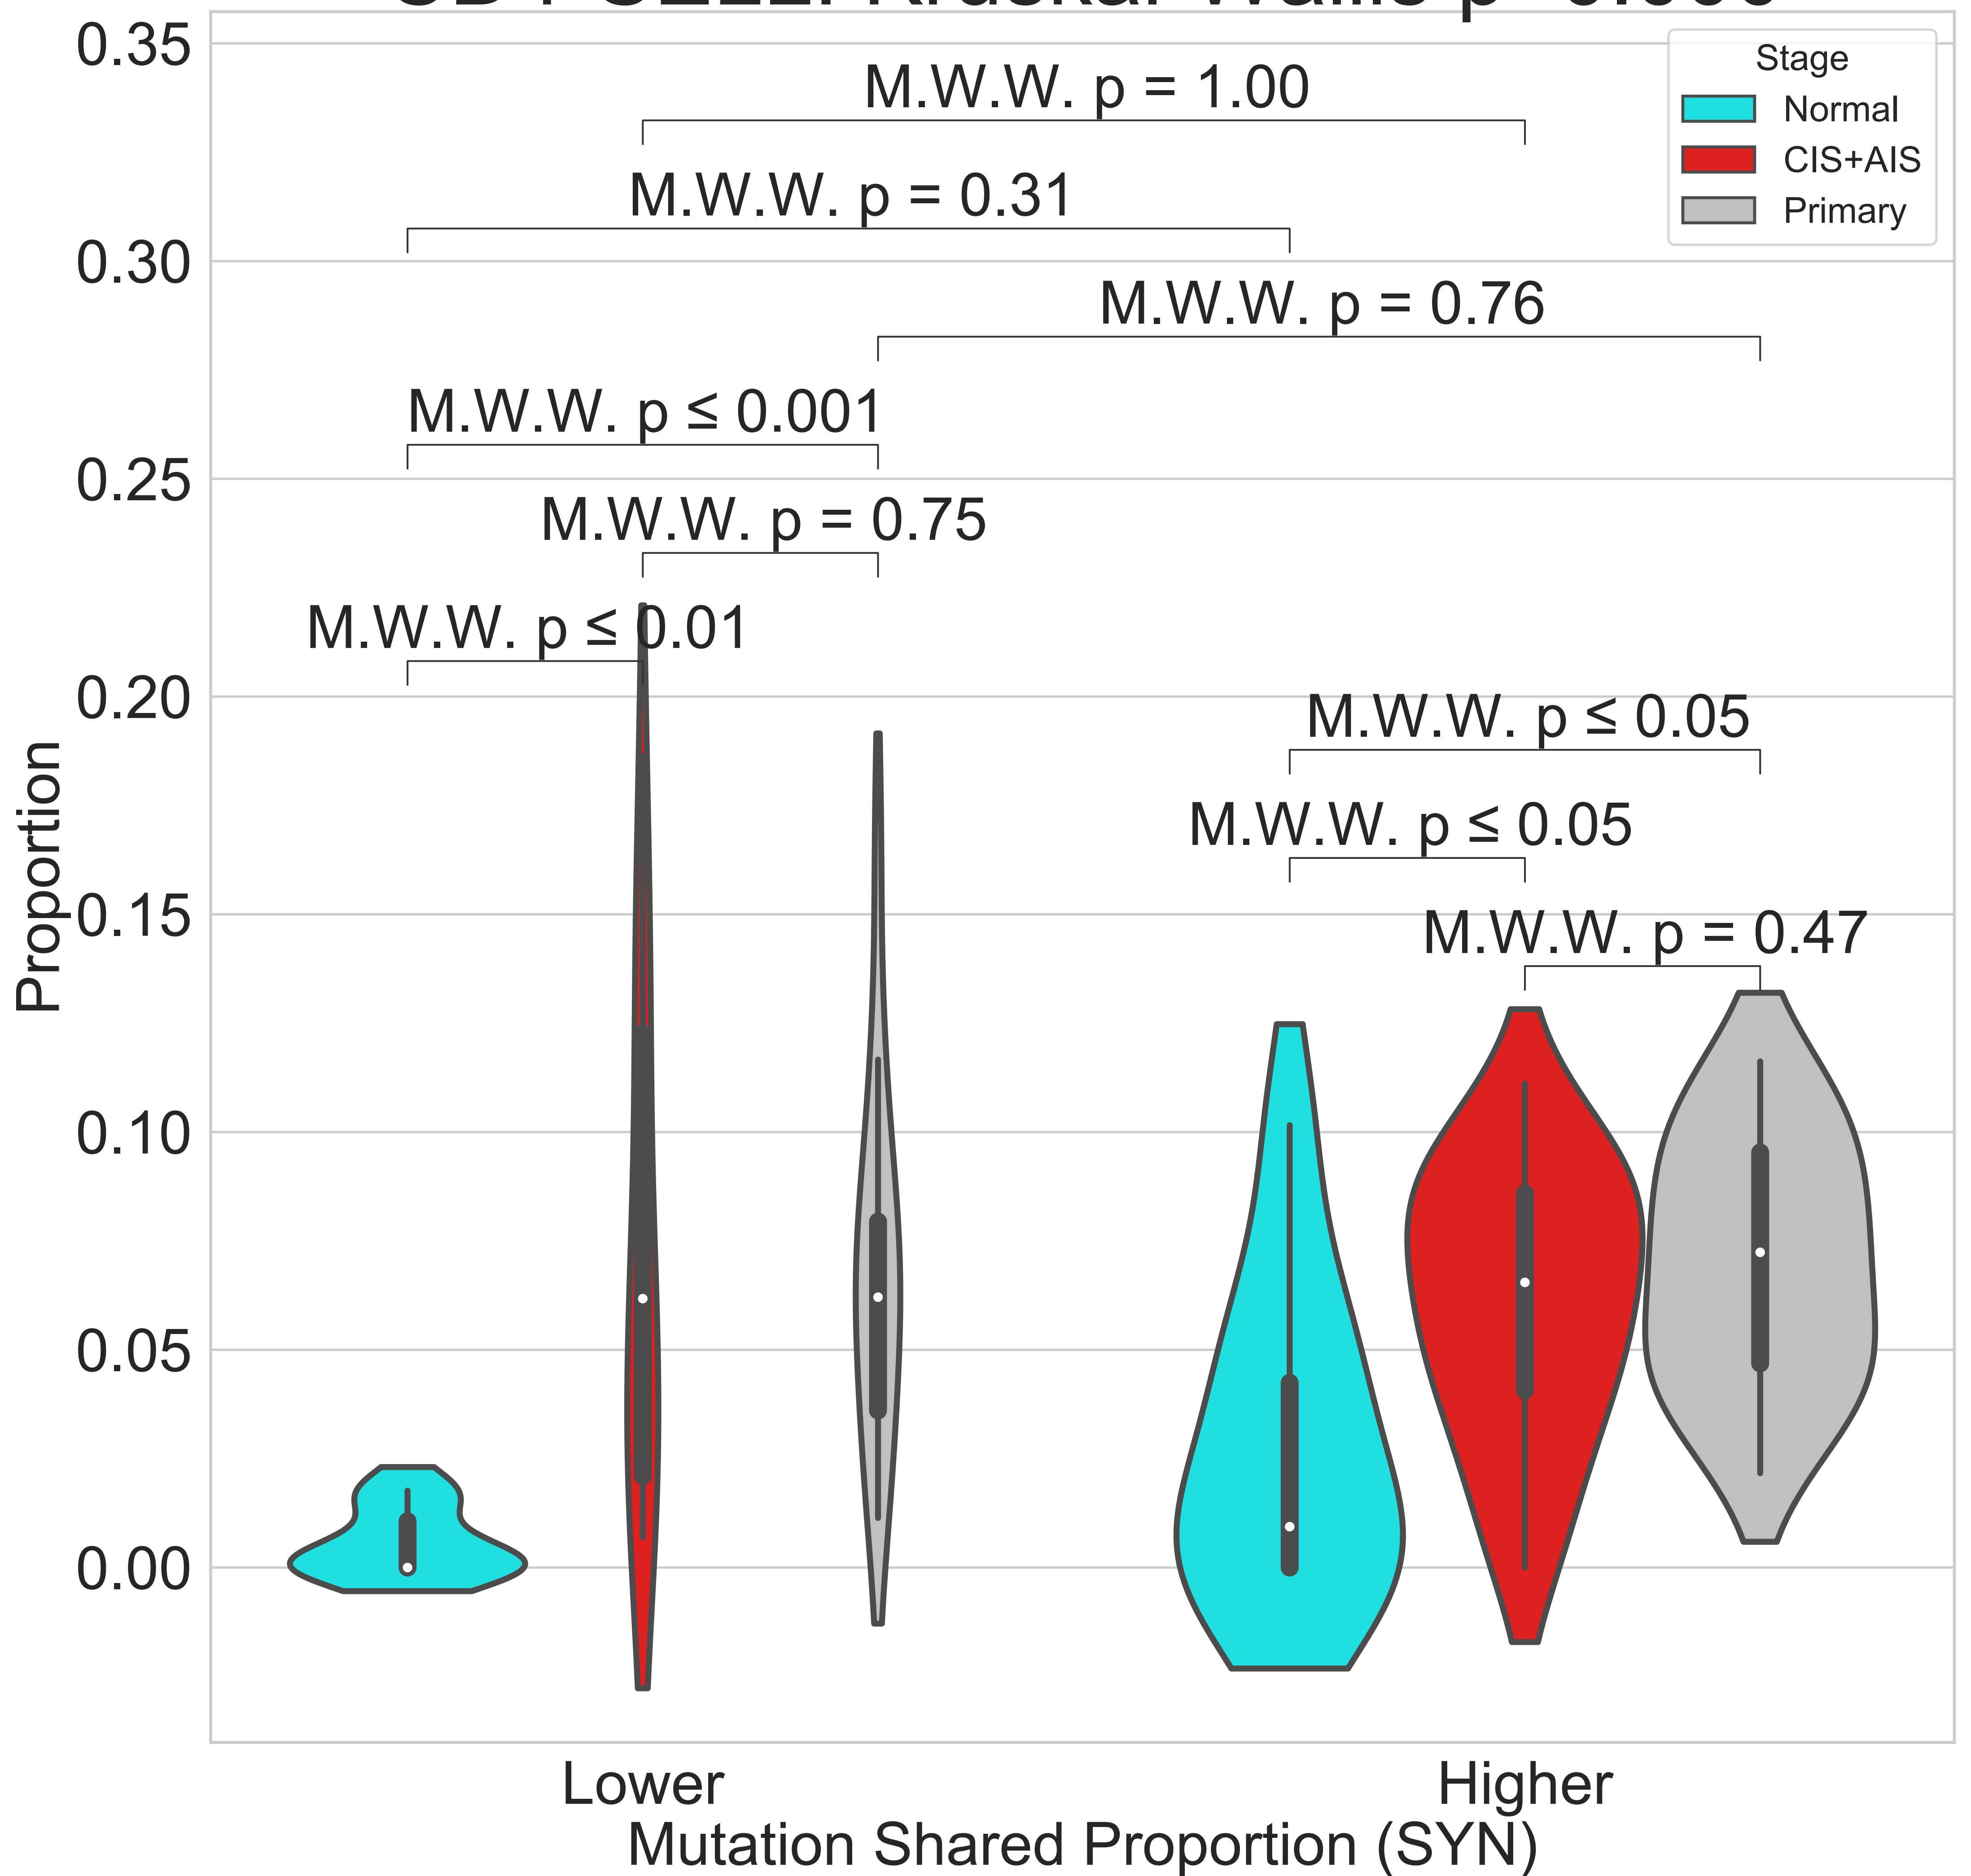 0.35
M.W.W. p = 1.00
Stage
Normal
CIS+AIS
Primary
M.W.W. p = 0.31
0.30
M.W.W. p = 0.76
M.W.W. p ≤ 0.001
0.25
M.W.W. p = 0.75
M.W.W. p ≤ 0.01
0.20
M.W.W. p ≤ 0.05
M.W.W. p ≤ 0.05
0.15
M.W.W. p = 0.47
0.10
0.05
0.00
Proportion
Lower
Higher
Mutation Shared Proportion (SYN)